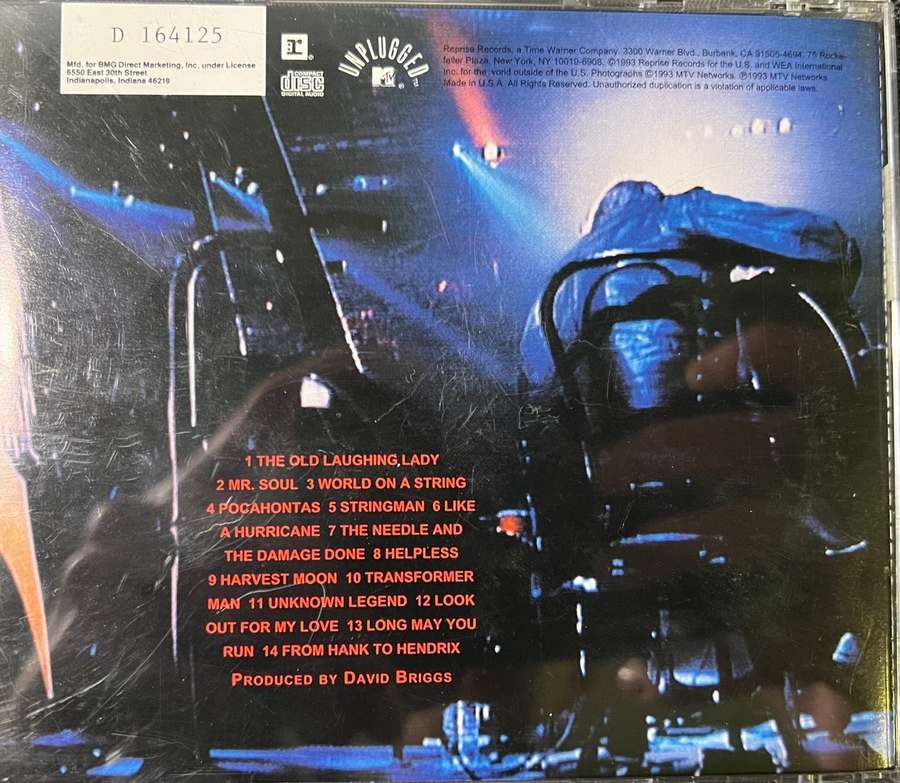 D 164125
Mfd. for BMG Direct Marketing, Inc. under License
6550 East 30th Street
Indianapolis, Indiana 46219
R
COMPACT
disc
DIGITAL AUDIO
UNPLUGGED
MTV
TM
Reprise Records, a Time Warner Company. 3300 Warner Blvd., Burbank, CA 91505-4694. 75 Rocke-
feller Plaza, New York, NY 10019-6908. ©1993 Reprise Records for the U.S. and WEA International
Inc. for the world outside of the U.S. Photographs ©1993 MTV Networks. ℗1993 MTV Networks
Made in U.S.A. All Rights Reserved. Unauthorized duplication is a violation of applicable laws.
1 THE OLD LAUGHING LADY
2 MR. SOUL 3 WORLD ON A STRING
4 POCAHONTAS 5 STRINGMAN 6 LIKE
A HURRICANE 7 THE NEEDLE AND
THE DAMAGE DONE 8 HELPLESS
9 HARVEST MOON 10 TRANSFORMER
MAN 11 UNKNOWN LEGEND 12 LOOK
OUT FOR MY LOVE 13 LONG MAY YOU
RUN 14 FROM HANK TO HENDRIX
PRODUCED BY DAVID BRIGGS